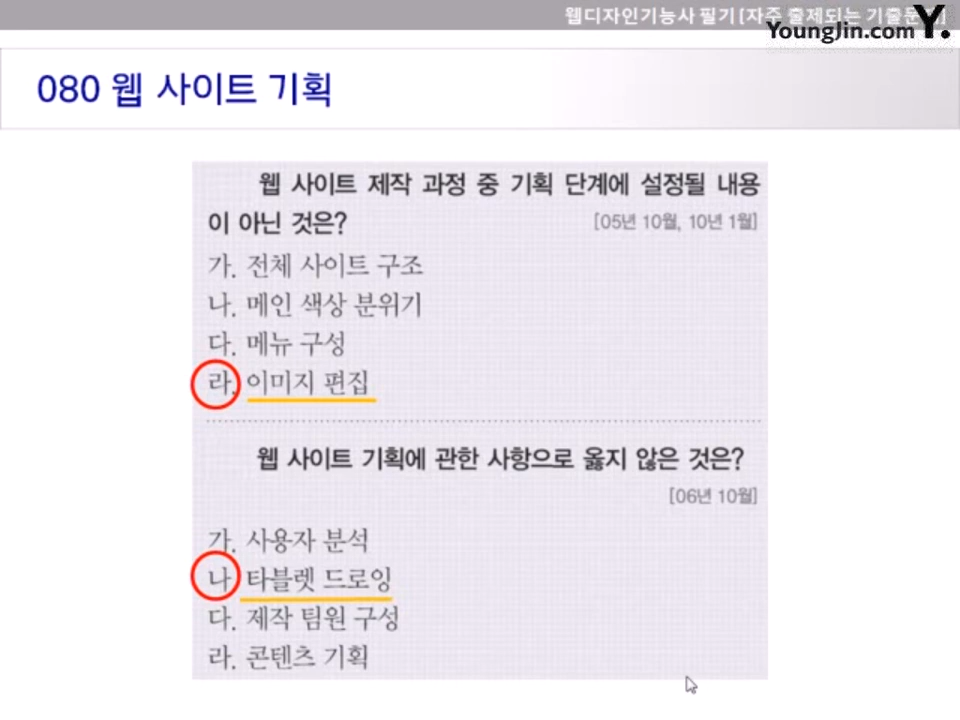 웹디자인기능사 필기 [자주 출제되는 기출문제]
YoungJin.com Y.
080 웹 사이트 기획
웹 사이트 제작 과정 중 기획 단계에 설정될 내용
이 아닌 것은? [05년 10월, 10년 1월]
가. 전체 사이트 구조
나. 메인 색상 분위기
다. 메뉴 구성
라. 이미지 편집
웹 사이트 기획에 관한 사항으로 옳지 않은 것은?
[06년 10월]
가. 사용자 분석
나. 타블렛 드로잉
다. 제작 팀원 구성
라. 콘텐츠 기획